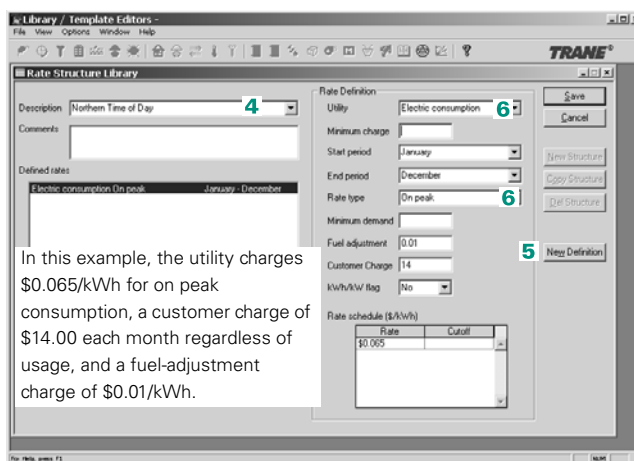 Library / Template Editors -
File View Options Window Help
TRANE®
Rate Structure Library
Description Northern Time of Day 4
Comments
Defined rates
Electric consumption On peak January - December
In this example, the utility charges
$0.065/kWh for on peak
consumption, a customer charge of
$14.00 each month regardless of
usage, and a fuel-adjustment
charge of $0.01/kWh.
Rate Definition
Utility Electric consumption 6
Minimum charge
Start period January
End period December
Rate type On peak 6
Minimum demand
Fuel adjustment 0.01
Customer Charge 14
kWh/kW flag No
Rate schedule ($/kWh)
Rate Cutoff
$0.065
Save
Cancel
New Structure
Copy Structure
Del Structure
5 New Definition
For Help, press F1
NUM